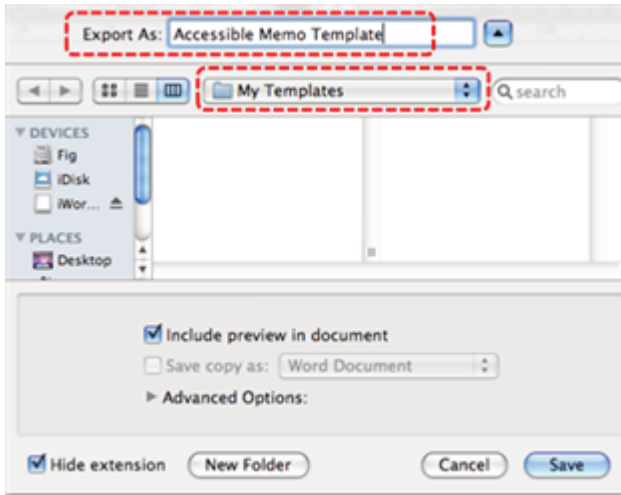 Export As: Accessible Memo Template
My Templates
search
DEVICES
Fig
iDisk
iWor...
PLACES
Desktop
Include preview in document
Save copy as: Word Document
Advanced Options:
Hide extension New Folder Cancel Save